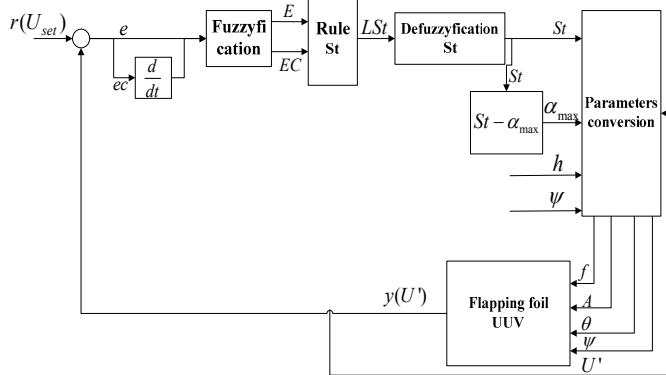 r(U_set)
e
ec
d
dt
Fuzzyfi
cation
E
EC
Rule
St
LSt
Defuzzyfication
St
St
St
St − α_max
α_max
h
ψ
Parameters
conversion
f
A
θ
ψ
U'
Flapping foil
UUV
y(U')